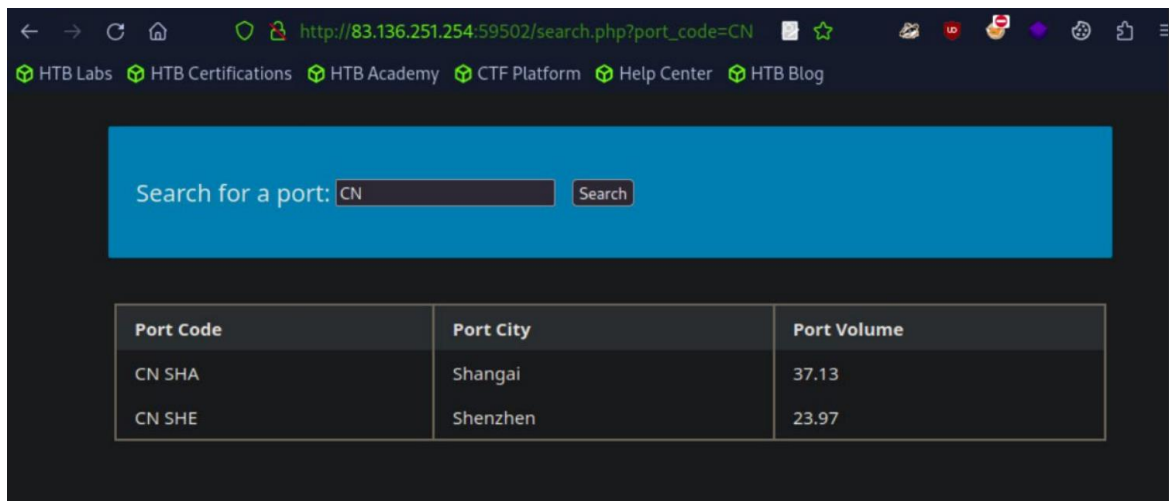 http://83.136.251.254:59502/search.php?port_code=CN
HTB Labs HTB Certifications HTB Academy CTF Platform Help Center HTB Blog
Search for a port: CN Search
Port Code Port City Port Volume
CN SHA Shangai 37.13
CN SHE Shenzhen 23.97